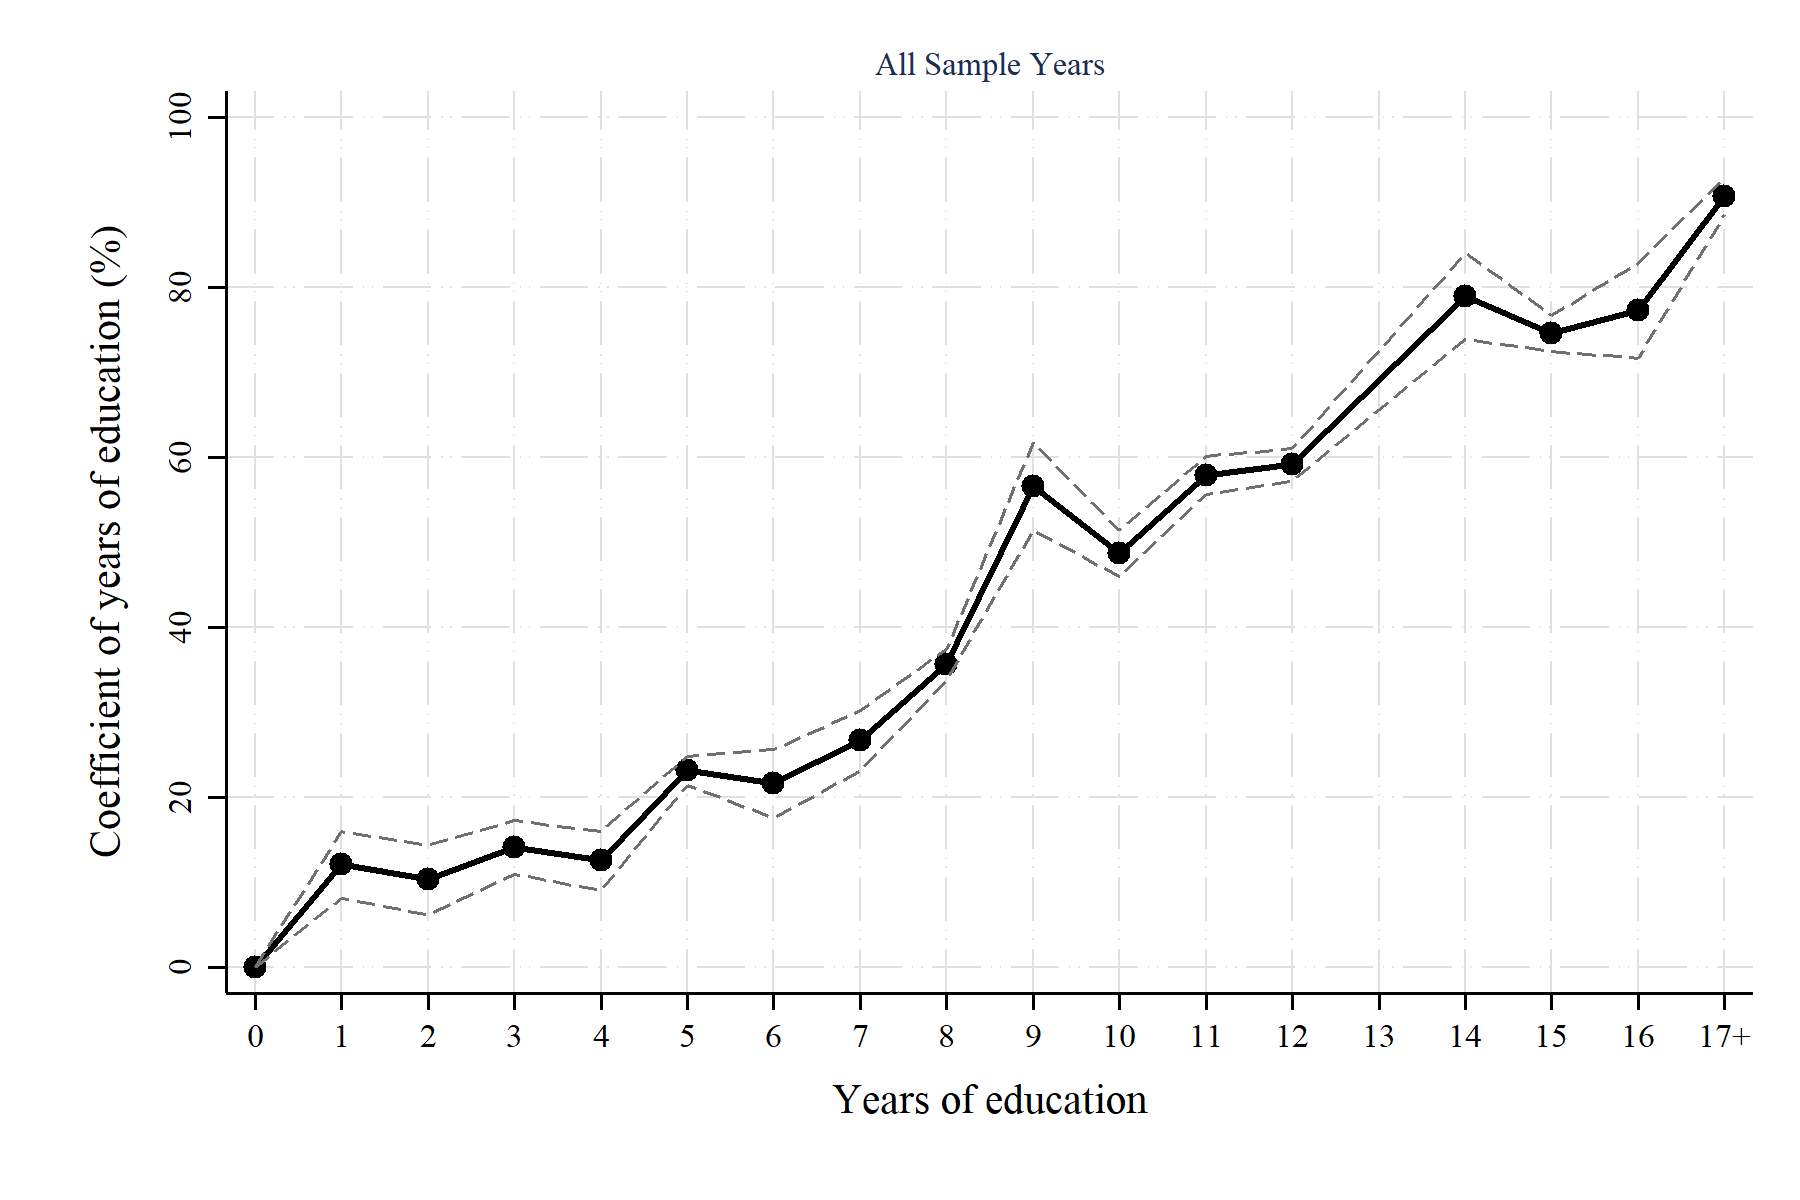 All Sample Years
Coefficient of years of education (%)
100
80
60
40
20
0
0 1 2 3 4 5 6 7 8 9 10 11 12 13 14 15 16 17+
Years of education